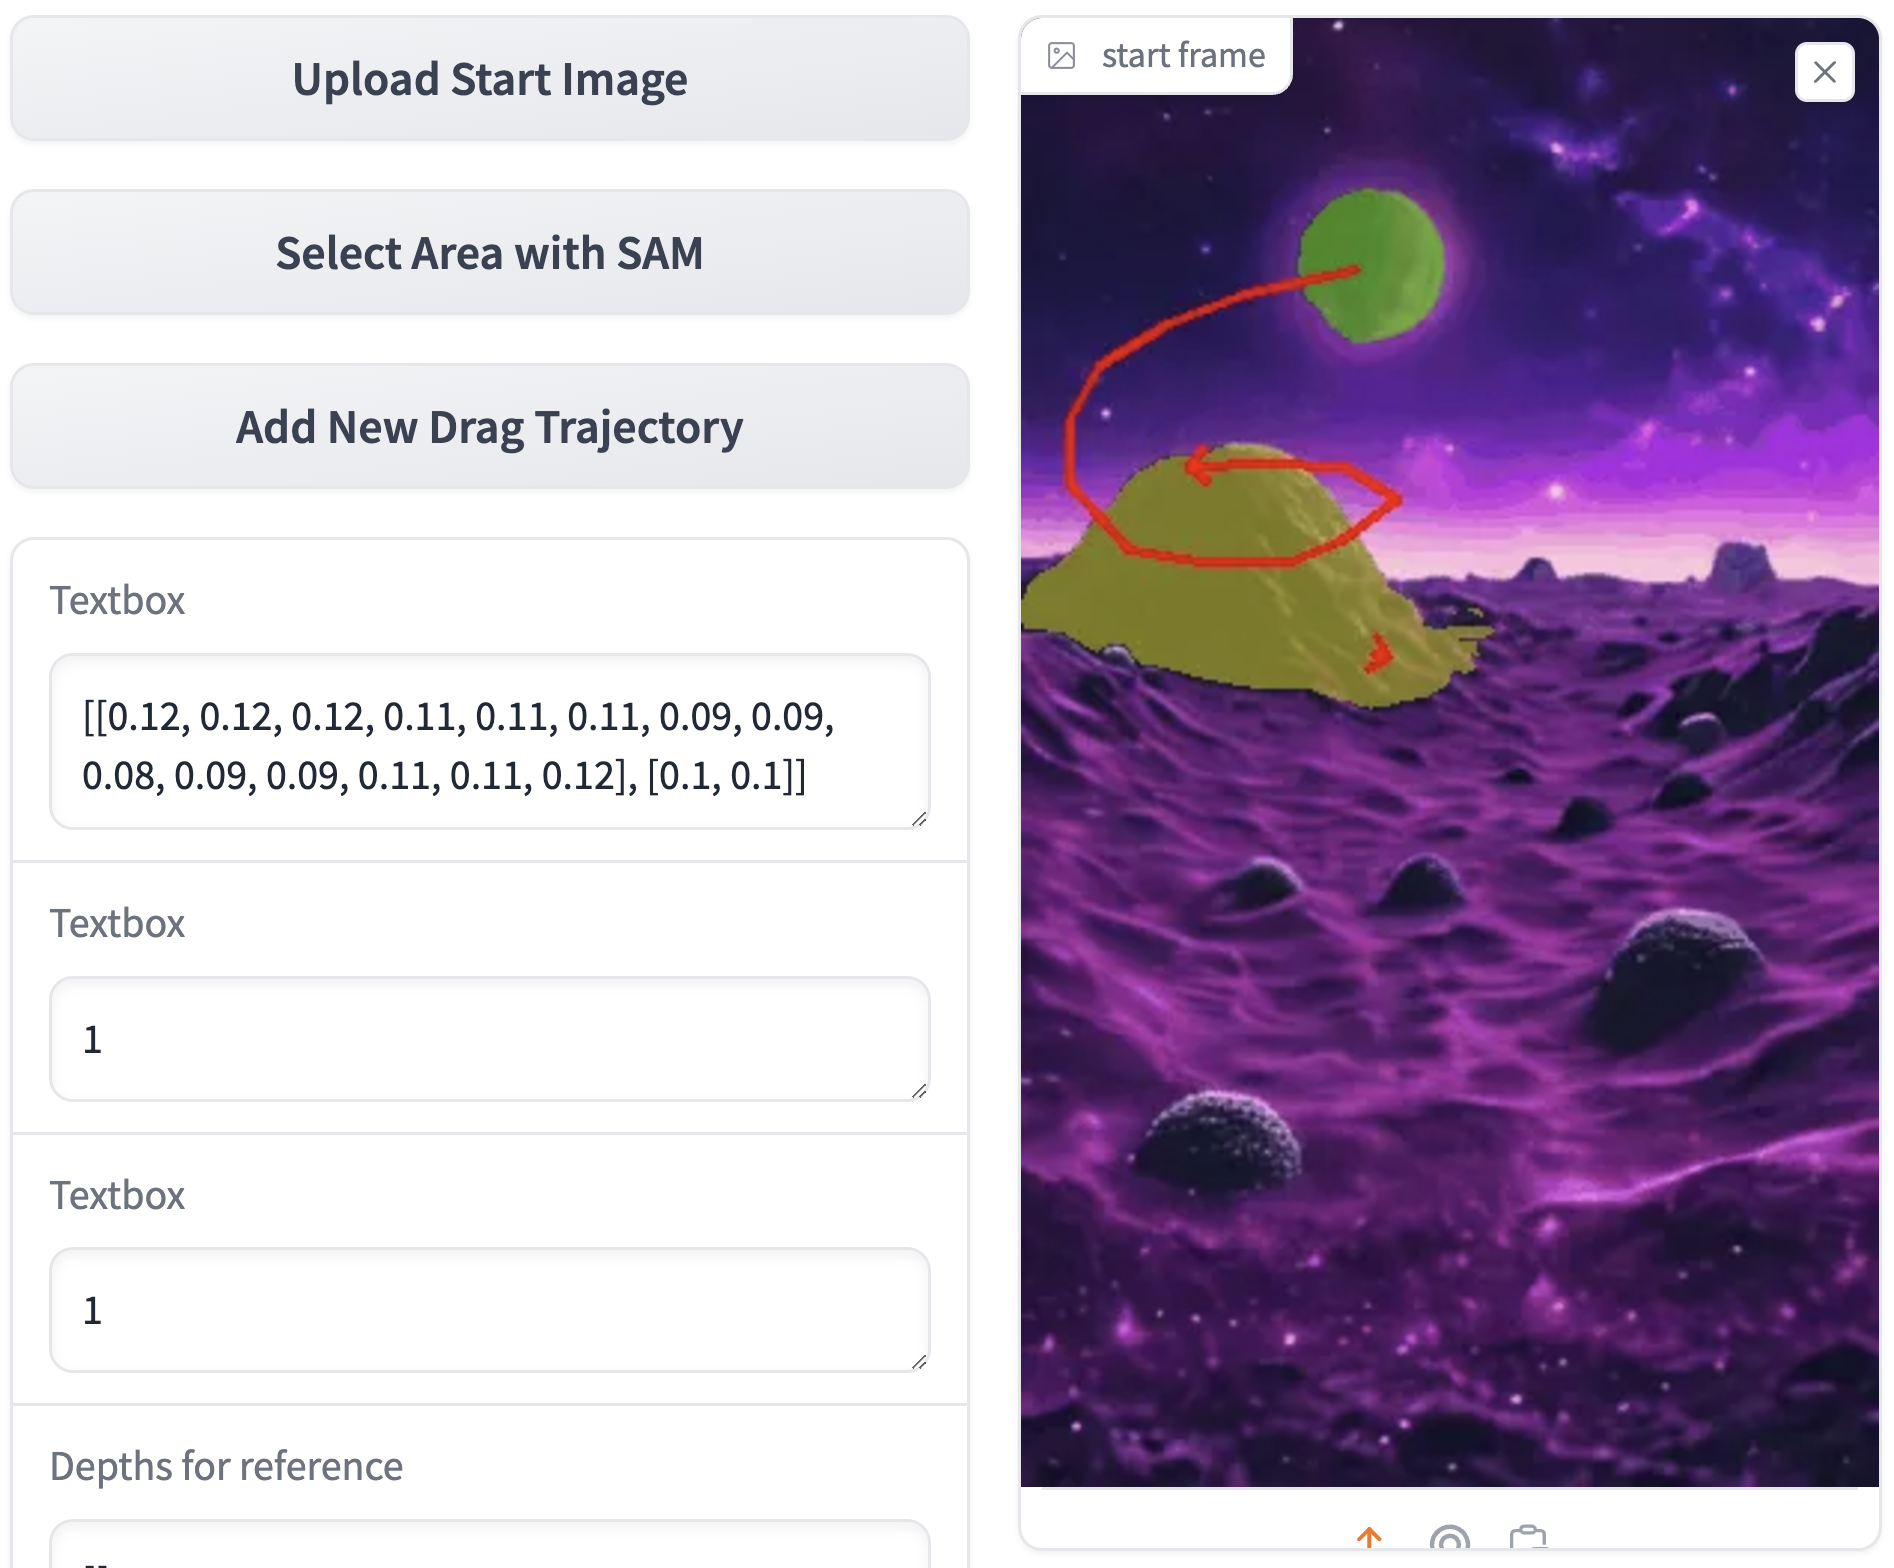 Upload Start Image
Select Area with SAM
Add New Drag Trajectory
Textbox
[[0.12, 0.12, 0.12, 0.11, 0.11, 0.11, 0.09, 0.09,
0.08, 0.09, 0.09, 0.11, 0.11, 0.12], [0.1, 0.1]]
Textbox
1
Textbox
1
Depths for reference
start frame